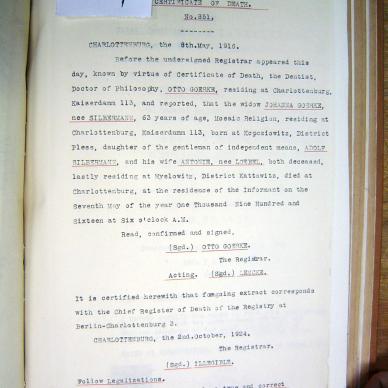 CERTIFICATE OF DEATH.
No.351,
CHARLOTTENBURG, the 8th.May, 1916.
Before the undersigned Registrar appeared this
day, known by virtue of Certificate of Death, the Dentist,
Doctor of Philosophy, OTTO GOERKE, residing at Charlottenburg,
Kaiserdamm 113, and reported, that the widow JOHANNA GOERKE,
nee SILBERMANN, 63 years of age, Mosaic Religion, residing at
Charlottenburg, Kaiserdamm 113, born at Kopoziowitz, District
Pless, daughter of the gentleman of independent means, ADOLF
SILBERMANN, and his wife ANTONIE, nee LOEBEL, both deceased,
lastly residing at Myslowitz, District Kattowitz, died at
Charlottenburg, at the residence of the Informant on the
Seventh May of the year One Thousand Nine Hundred and
Sixteen at Six o'clock A.M.
Read, confirmed and signed,
(Sgd.) OTTO GOERKE.
The Registrar.
Acting. (Sgd.)
It is certified herewith that foregoing extract corresponds
with the Chief Register of Death of the Registry at
Berlin-Charlottenburg 3.
CHARLOTTENBURG, the 2nd.October, 1924.
The Registrar.
(Sgd.) ILLEGIBLE.
Follow Legalizations.
true and correct